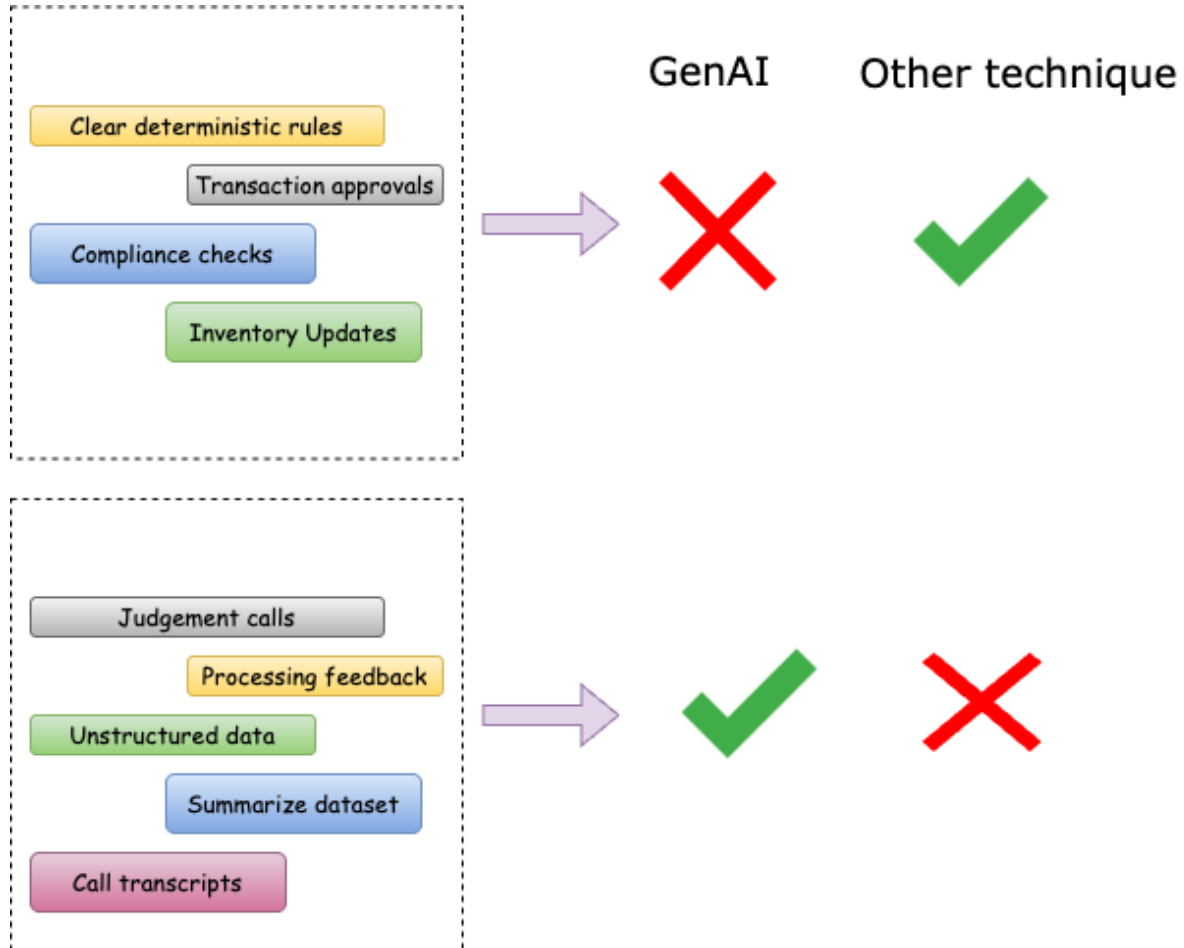 GenAI
Other technique
Clear deterministic rules
Transaction approvals
Compliance checks
Inventory Updates
Judgement calls
Processing feedback
Unstructured data
Summarize dataset
Call transcripts